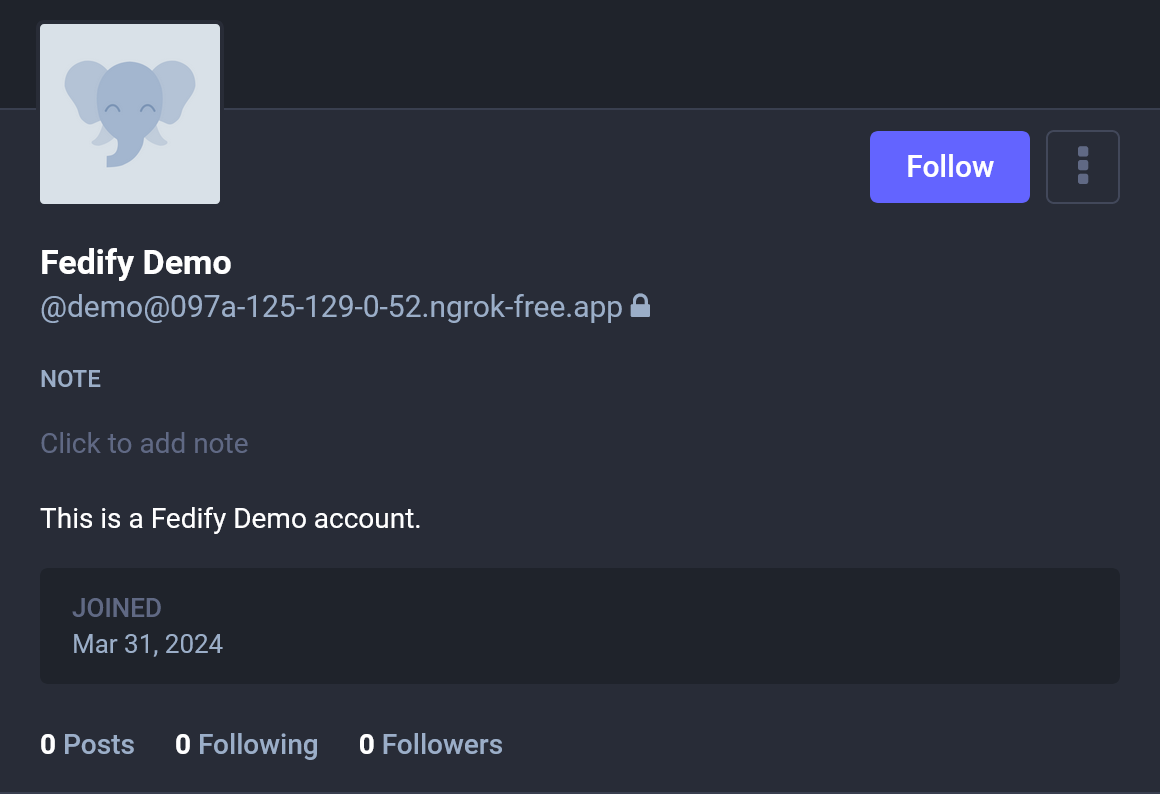 Follow
Fedify Demo
@demo@097a-125-129-0-52.ngrok-free.app
NOTE
Click to add note
This is a Fedify Demo account.
JOINED
Mar 31, 2024
0 Posts 0 Following 0 Followers